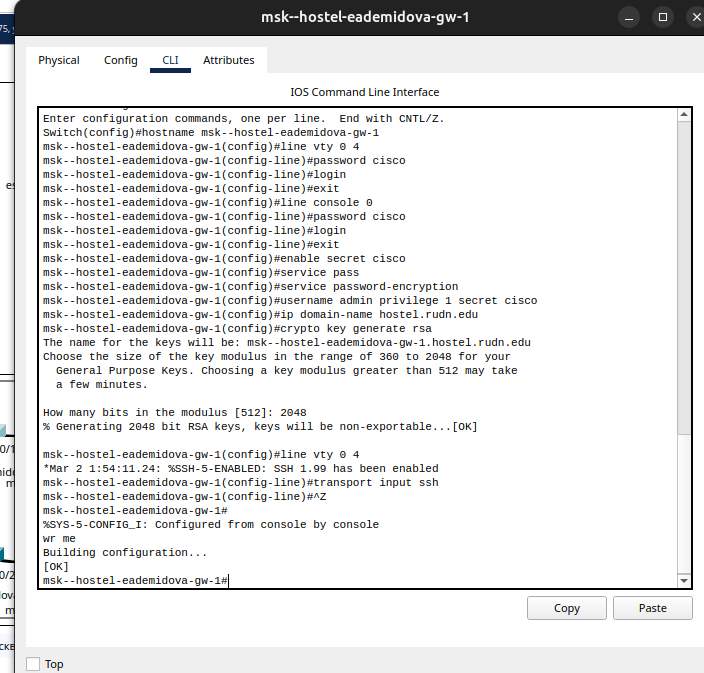 msk--hostel-eademidova-gw-1
75,
Physical Config CLI Attributes
IOS Command Line Interface
Enter configuration commands, one per line.  End with CNTL/Z.
Switch(config)#hostname msk--hostel-eademidova-gw-1
msk--hostel-eademidova-gw-1(config)#line vty 0 4
msk--hostel-eademidova-gw-1(config-line)#password cisco
msk--hostel-eademidova-gw-1(config-line)#login
msk--hostel-eademidova-gw-1(config-line)#exit
msk--hostel-eademidova-gw-1(config)#line console 0
msk--hostel-eademidova-gw-1(config-line)#password cisco
msk--hostel-eademidova-gw-1(config-line)#login
msk--hostel-eademidova-gw-1(config-line)#exit
msk--hostel-eademidova-gw-1(config)#enable secret cisco
msk--hostel-eademidova-gw-1(config)#service pass
msk--hostel-eademidova-gw-1(config)#service password-encryption
msk--hostel-eademidova-gw-1(config)#username admin privilege 1 secret cisco
msk--hostel-eademidova-gw-1(config)#ip domain-name hostel.rudn.edu
msk--hostel-eademidova-gw-1(config)#crypto key generate rsa
The name for the keys will be: msk--hostel-eademidova-gw-1.hostel.rudn.edu
Choose the size of the key modulus in the range of 360 to 2048 for your
  General Purpose Keys. Choosing a key modulus greater than 512 may take
  a few minutes.
How many bits in the modulus [512]: 2048
% Generating 2048 bit RSA keys, keys will be non-exportable...[OK]
msk--hostel-eademidova-gw-1(config)#line vty 0 4
*Mar 2 1:54:11.24: %SSH-5-ENABLED: SSH 1.99 has been enabled
msk--hostel-eademidova-gw-1(config-line)#transport input ssh
msk--hostel-eademidova-gw-1(config-line)#^Z
msk--hostel-eademidova-gw-1#
%SYS-5-CONFIG_I: Configured from console by console
wr me
Building configuration...
[OK]
msk--hostel-eademidova-gw-1#
Copy Paste
Top